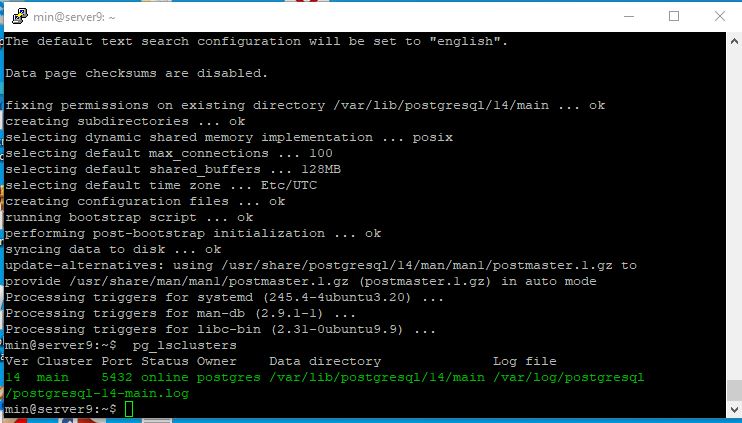 min@server9: ~
The default text search configuration will be set to "english".
Data page checksums are disabled.
fixing permissions on existing directory /var/lib/postgresql/14/main ... ok
creating subdirectories ... ok
selecting dynamic shared memory implementation ... posix
selecting default max_connections ... 100
selecting default shared_buffers ... 128MB
selecting default time zone ... Etc/UTC
creating configuration files ... ok
running bootstrap script ... ok
performing post-bootstrap initialization ... ok
syncing data to disk ... ok
update-alternatives: using /usr/share/postgresql/14/man/man1/postmaster.1.gz to
provide /usr/share/man/man1/postmaster.1.gz (postmaster.1.gz) in auto mode
Processing triggers for systemd (245.4-4ubuntu3.20) ...
Processing triggers for man-db (2.9.1-1) ...
Processing triggers for libc-bin (2.31-0ubuntu9.9) ...
min@server9:~$  pg_lsclusters
Ver Cluster Port Status Owner    Data directory              Log file
14  main    5432 online postgres /var/lib/postgresql/14/main /var/log/postgresql
/postgresql-14-main.log
min@server9:~$